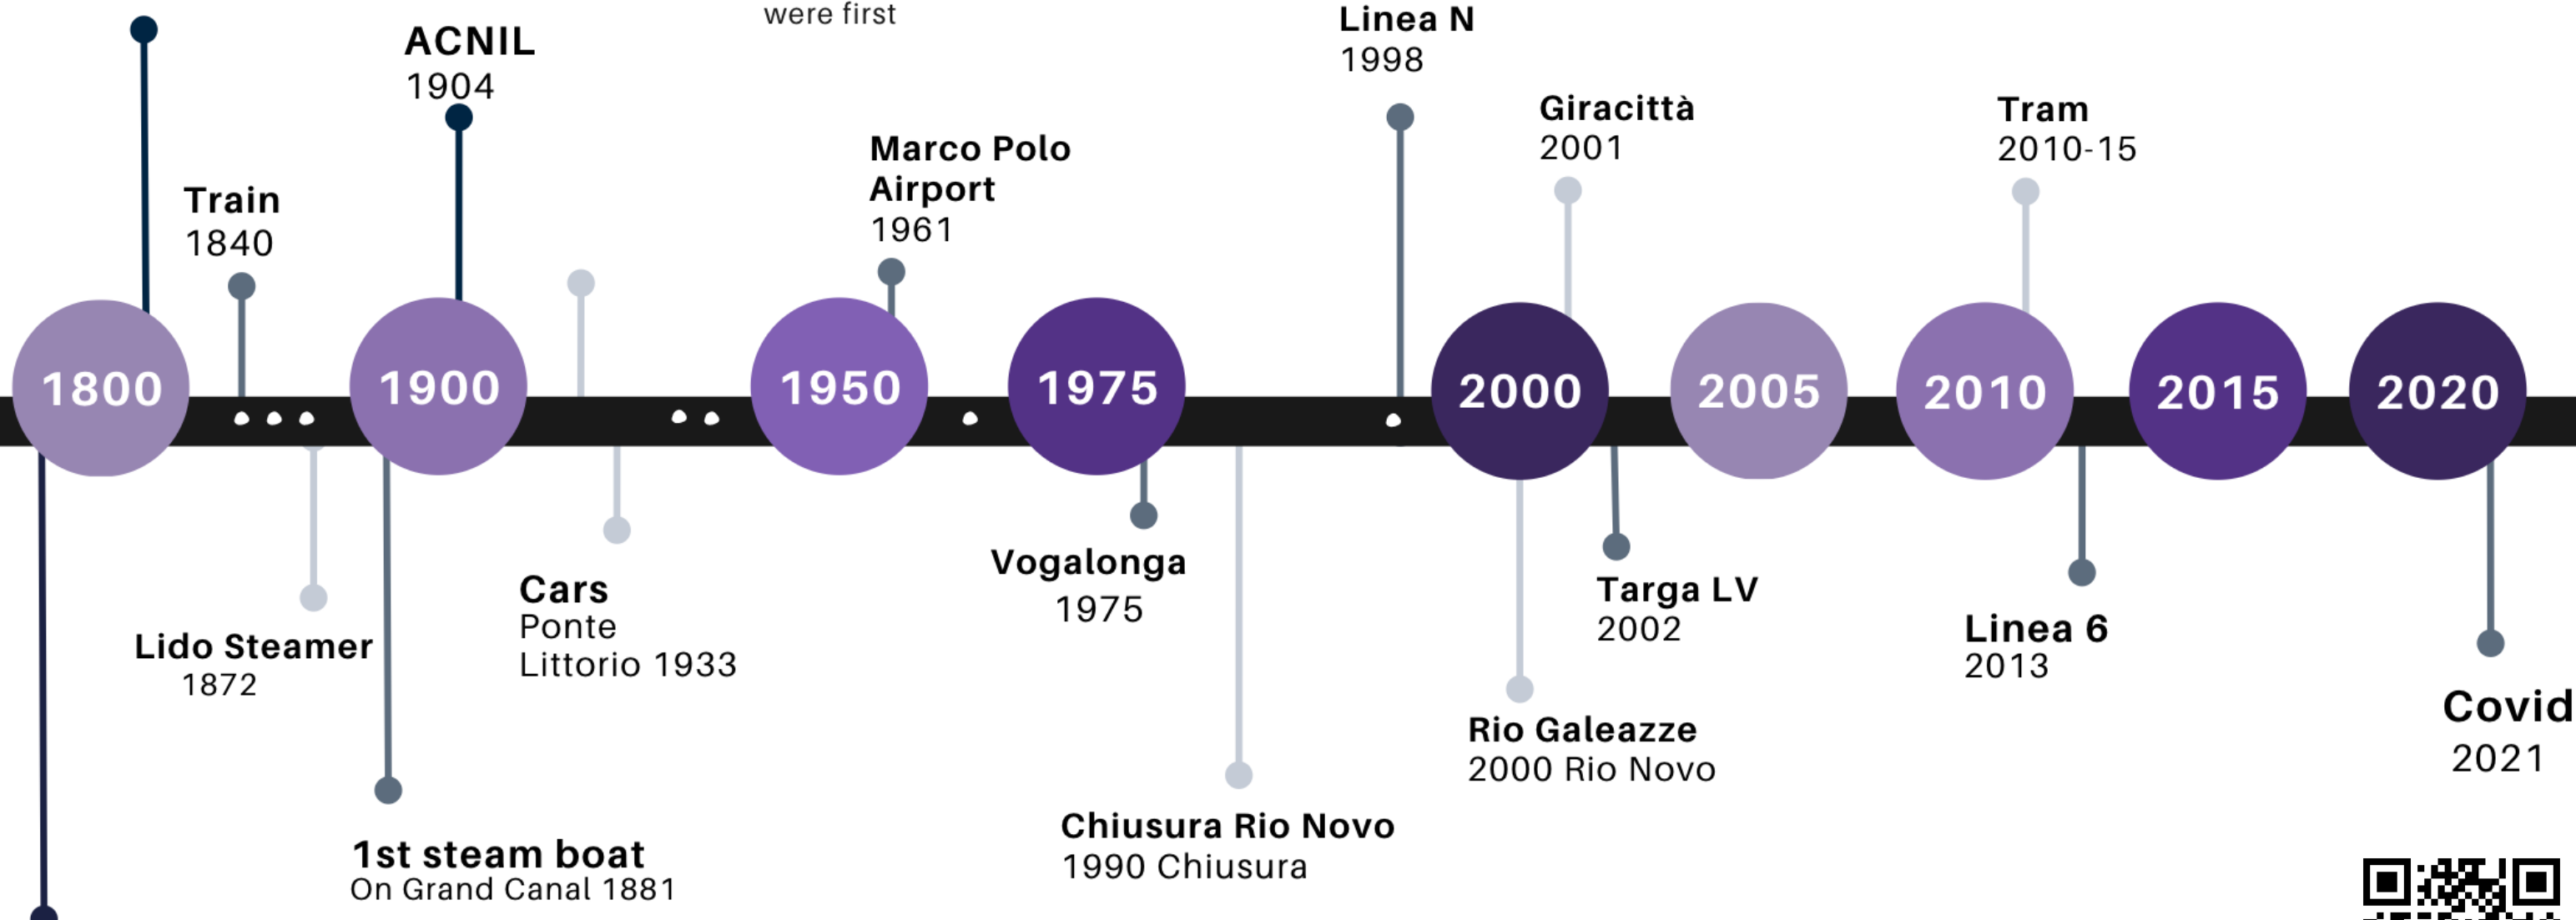 were first
Linea N
1998
ACNIL
1904
Giracittà
2001
Tram
2010-15
Marco Polo
Airport
1961
Train
1840
1800
1900
1950
1975
2000
2005
2010
2015
2020
Vogalonga
1975
Cars
Ponte
Littorio 1933
Targa LV
2002
Linea 6
2013
Lido Steamer
1872
Covid
2021
Rio Galeazze
2000 Rio Novo
Chiusura Rio Novo
1990 Chiusura
1st steam boat
On Grand Canal 1881